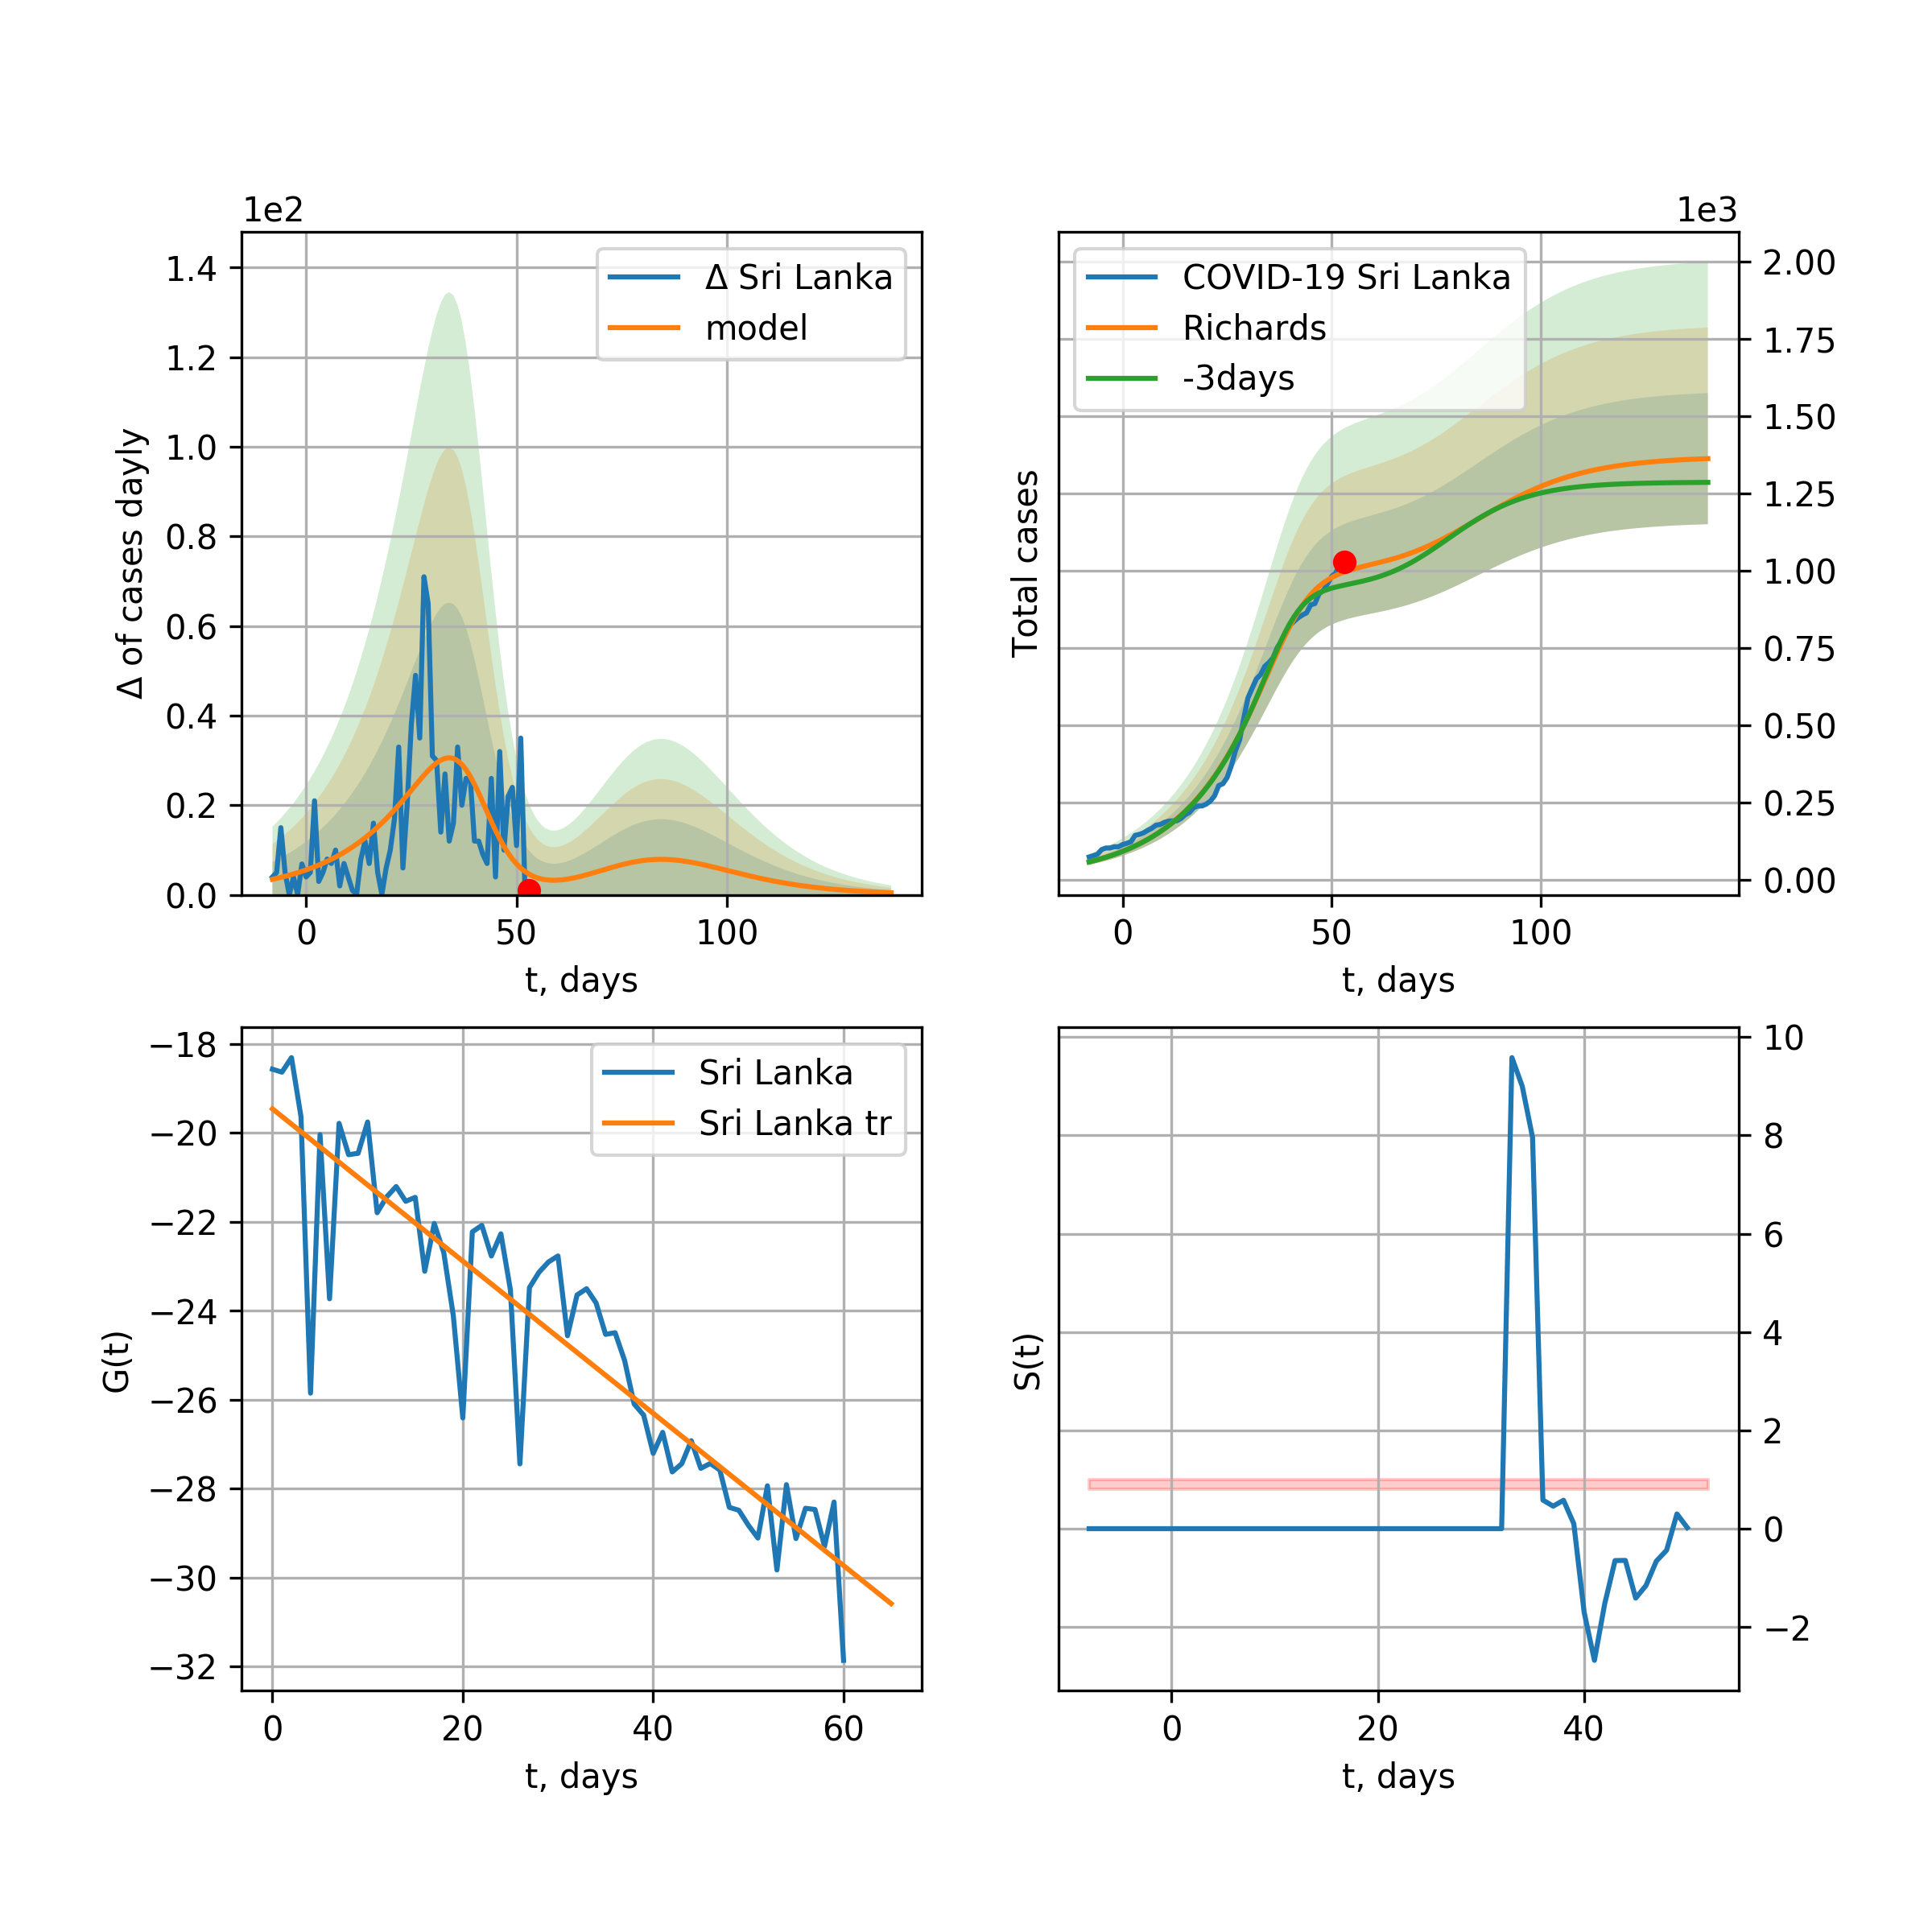 1e2
1.4
1.2
1.0
0.8
0.6
0.4
0.2
0.0
Δ of cases dayly
Δ Sri Lanka
model
0 50 100
t, days
1e3
2.00
1.75
1.50
1.25
1.00
0.75
0.50
0.25
0.00
Total cases
COVID-19 Sri Lanka
Richards
-3days
0 50 100
t, days
−18
−20
−22
−24
−26
−28
−30
−32
G(t)
Sri Lanka
Sri Lanka tr
0 20 40 60
t, days
10
8
6
4
2
0
−2
S(t)
0 20 40
t, days